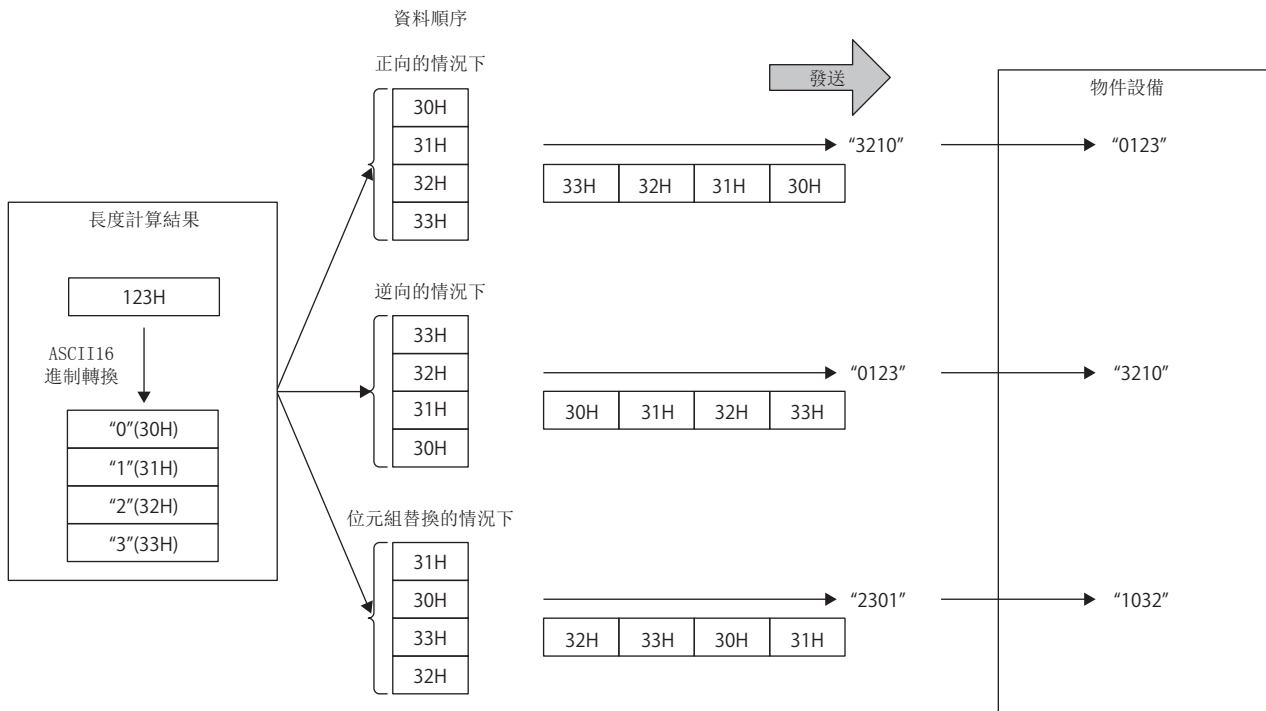 資料順序
正向的情況下
30H
31H
32H
33H
發送
33H 32H 31H 30H
“3210”
物件設備
“0123”
長度計算結果
123H
ASCII16
進制轉換
“0”(30H)
“1”(31H)
“2”(32H)
“3”(33H)
逆向的情況下
33H
32H
31H
30H
30H 31H 32H 33H
“0123”
“3210”
位元組替換的情況下
31H
30H
33H
32H
32H 33H 30H 31H
“2301”
“1032”